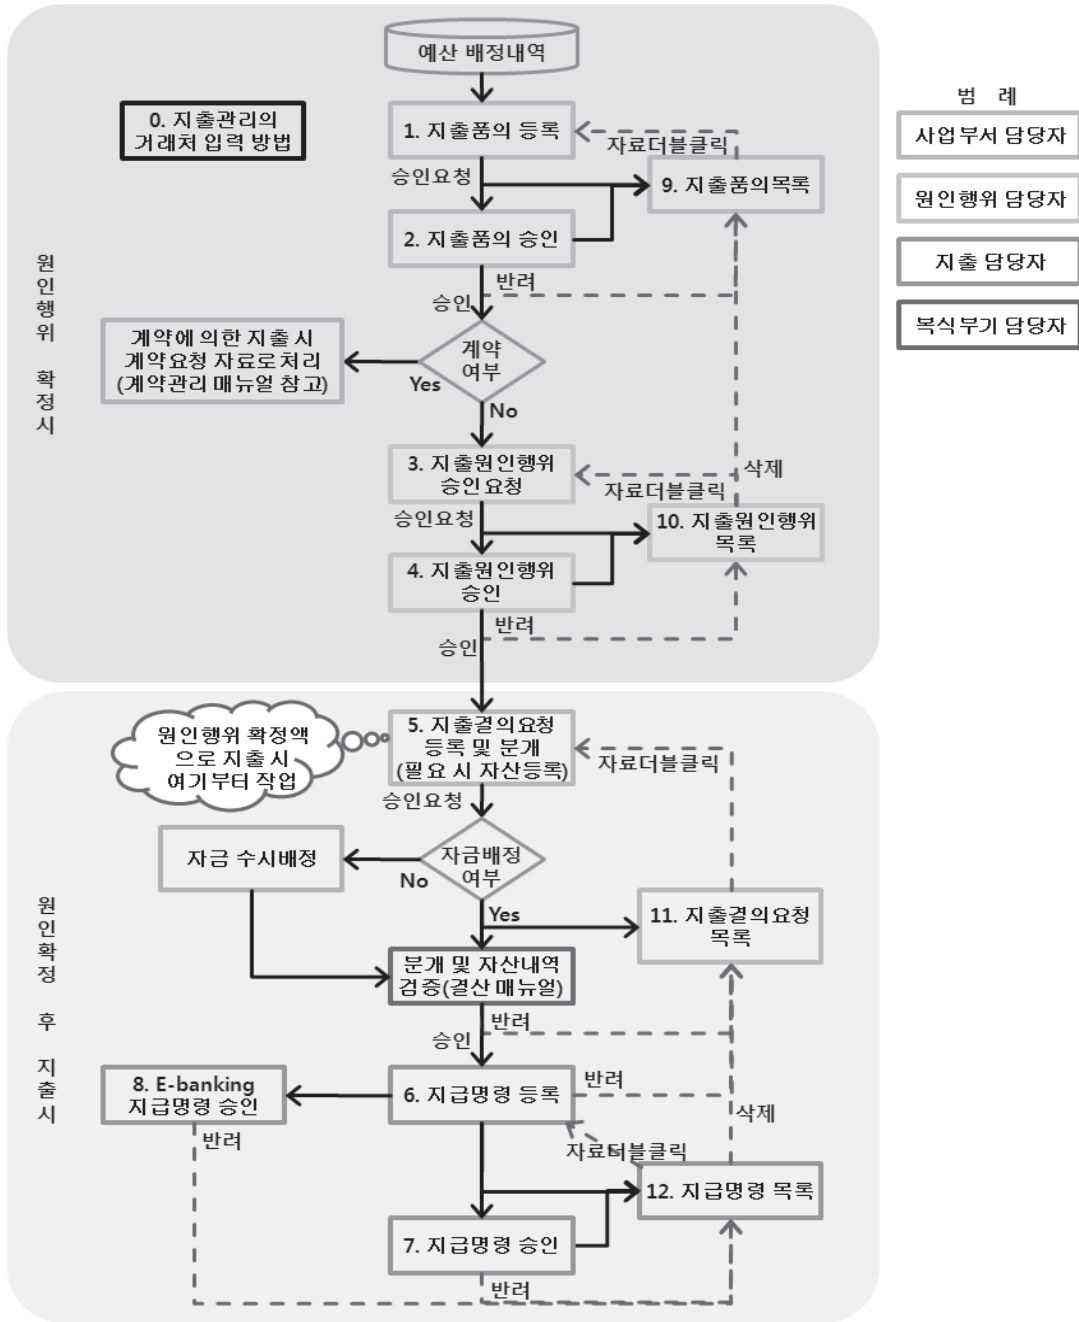 예산 배정내역
범 례
0. 지출관리의
거래처 입력 방법
1. 지출품의 등록
자료더블클릭
사업부서 담당자
승인요청
9. 지출품의목록
원인행위 담당자
2. 지출품의 승인
지출 담당자
반려
승인
복식부기 담당자
원인행위 확정시
계약에 의한 지출 시
계약요청 자료로처리
(계약관리 매뉴얼 참고)
계약
여부
Yes
No
3. 지출원인행위
승인요청
삭제
자료더블클릭
승인요청
10. 지출원인행위
목록
4. 지출원인행위
승인
반려
승인
원인행위 확정액
으로 지출 시
여기부터 작업
5. 지출결의요청
등록 및 분개
(필요 시 자산등록)
자료더블클릭
승인요청
자금 수시배정
자금배정
여부
No
Yes
원인확정 후 지출시
11. 지출결의요청
목록
분개 및 자산내역
검증(결산 매뉴얼)
반려
승인
8. E-banking
지급명령 승인
6. 지급명령 등록
반려
삭제
반려
자료더블클릭
12. 지급명령 목록
7. 지급명령 승인
반려